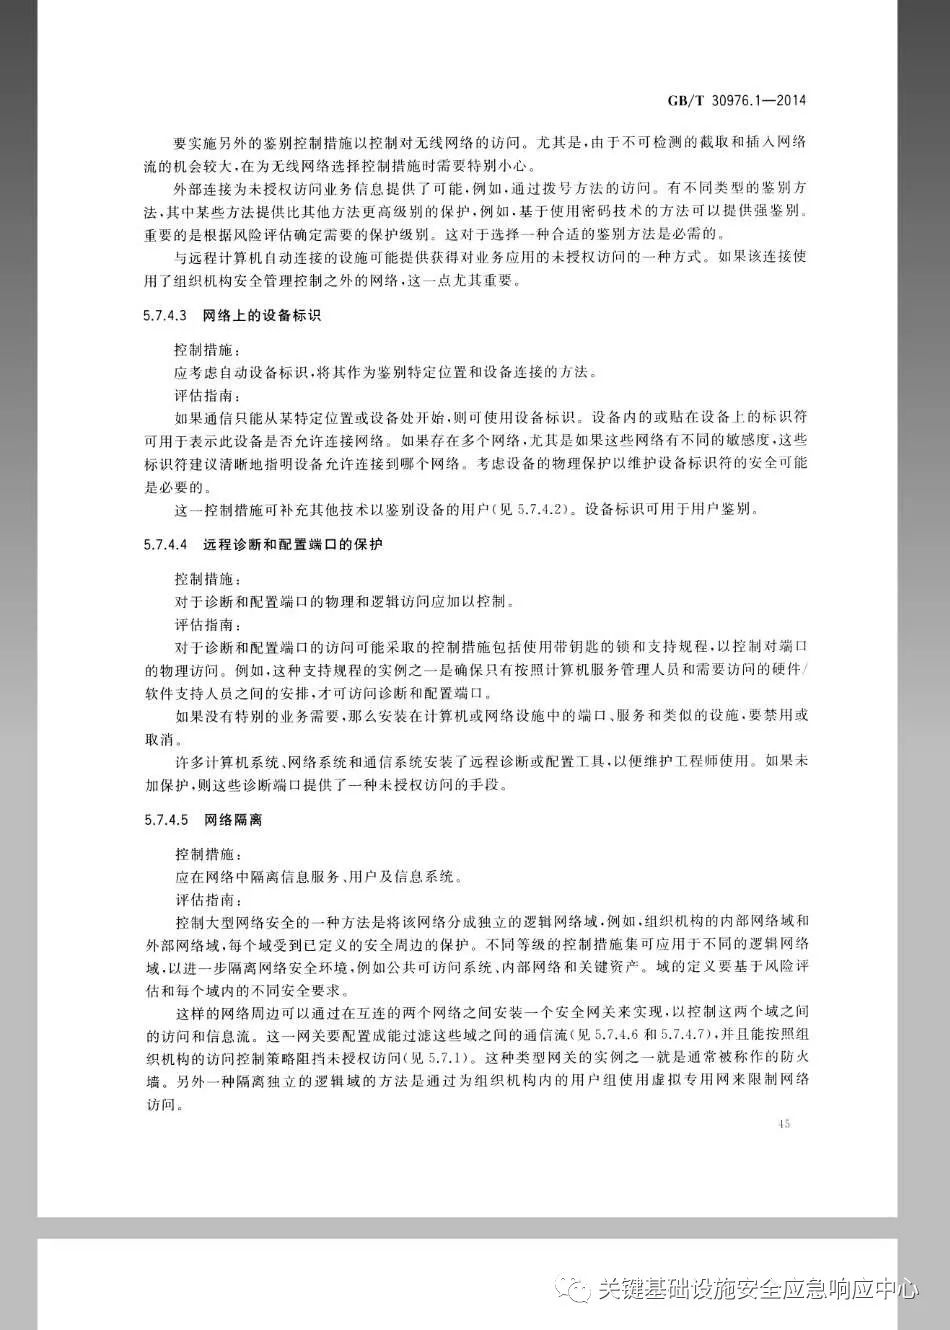 GB/T 30976.1—2014
要实施另外的鉴别控制措施以控制对无线网络的访问。尤其是,由于不可检测的截取和插入网络
流的机会较大,在为无线网络选择控制措施时需要特别小心。
外部连接为未授权访问业务信息提供了可能,例如,通过拨号方法的访问。有不同类型的鉴别方
法,其中某些方法提供比其他方法更高级别的保护,例如,基于使用密码技术的方法可以提供强鉴别。
重要的是根据风险评估确定需要的保护级别。这对于选择一种合适的鉴别方法是必需的。
与远程计算机自动连接的设施可能提供获得对业务应用的未授权访问的一种方式。如果该连接使
用了组织机构安全管理控制之外的网络,这一点尤其重要。
5.7.4.3 网络上的设备标识
控制措施:
应考虑自动设备标识,将其作为鉴别特定位置和设备连接的方法。
评估指南:
如果通信只能从某特定位置或设备处开始,则可使用设备标识。设备内的或贴在设备上的标识符
可用于表示此设备是否允许连接网络。如果存在多个网络,尤其是如果这些网络有不同的敏感度,这些
标识符建议清晰地指明设备允许连接到哪个网络。考虑设备的物理保护以维护设备标识符的安全可能
是必要的。
这一控制措施可补充其他技术以鉴别设备的用户(见 5.7.4.2)。设备标识可用于用户鉴别。
5.7.4.4 远程诊断和配置端口的保护
控制措施:
对于诊断和配置端口的物理和逻辑访问应加以控制。
评估指南:
对于诊断和配置端口的访问可能采取的控制措施包括使用带钥匙的锁和支持规程,以控制对端口
的物理访问。例如,这种支持规程的实例之一是确保只有按照计算机服务管理人员和需要访问的硬件/
软件支持人员之间的安排,才可访问诊断和配置端口。
如果没有特别的业务需要,那么安装在计算机或网络设施中的端口、服务和类似的设施,要禁用或
取消。
许多计算机系统、网络系统和通信系统安装了远程诊断或配置工具,以便维护工程师使用。如果未
加保护,则这些诊断端口提供了一种未授权访问的手段。
5.7.4.5 网络隔离
控制措施:
应在网络中隔离信息服务、用户及信息系统。
评估指南:
控制大型网络安全的一种方法是将该网络分成独立的逻辑网络域,例如,组织机构的内部网络域和
外部网络域,每个域受到已定义的安全周边的保护。不同等级的控制措施集可应用于不同的逻辑网络
域,以进一步隔离网络安全环境,例如公共可访问系统、内部网络和关键资产。域的定义要基于风险评
估和每个域内的不同安全要求。
这样的网络周边可以通过在互连的两个网络之间安装一个安全网关来实现,以控制这两个域之间
的访问和信息流。这一网关要配置成能过滤这些域之间的通信流(见 5.7.4.6 和 5.7.4.7),并且能按照组
织机构的访问控制策略阻挡未授权访问(见 5.7.1)。这种类型网关的实例之一就是通常被称作的防火
墙。另外一种隔离独立的逻辑域的方法是通过为组织机构内的用户组使用虚拟专用网来限制网络
访问。
45
关键基础设施安全应急响应中心